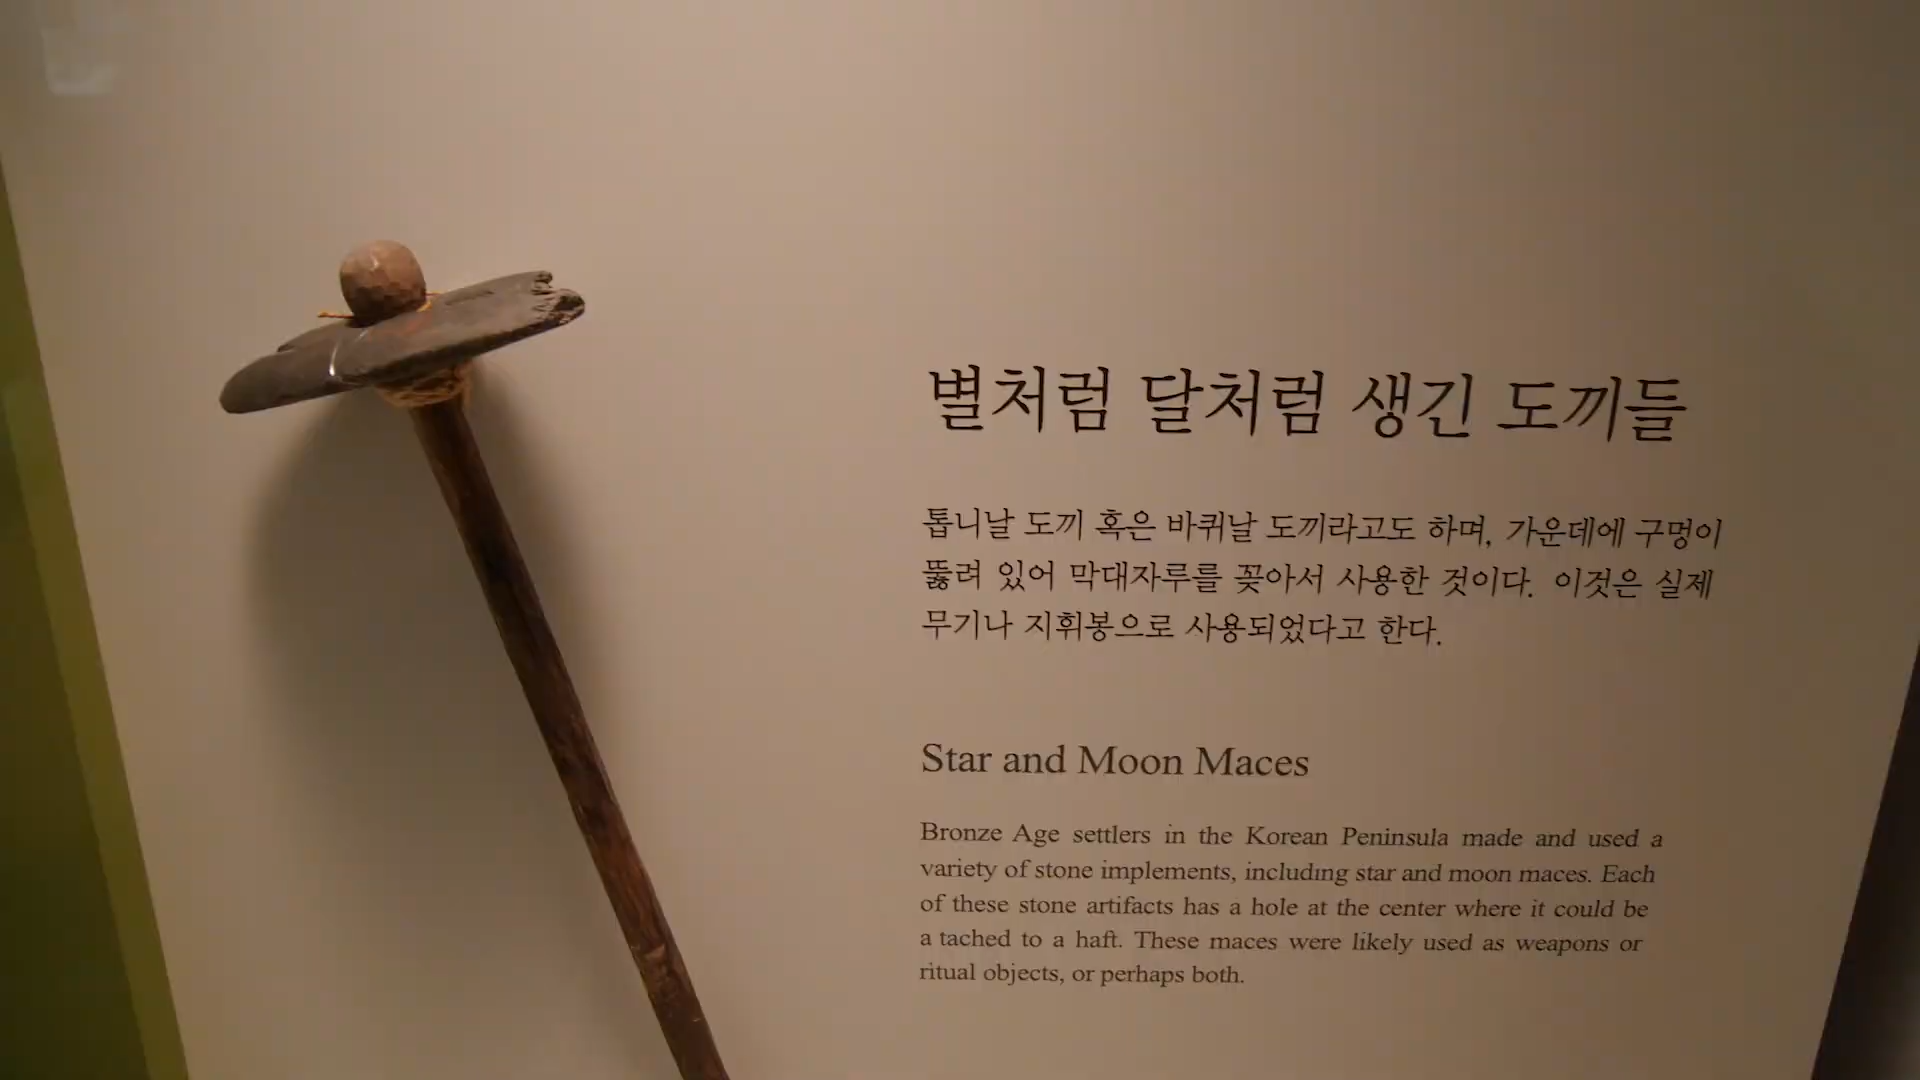 별처럼 달처럼 생긴 도끼들
톱니날 도끼 혹은 바퀴날 도끼라고도 하며, 가운데에 구멍이
뚫려 있어 막대자루를 꽂아서 사용한 것이다. 이것은 실제
무기나 지휘봉으로 사용되었다고 한다.
Star and Moon Maces
Bronze Age settlers in the Korean Peninsula made and used a
variety of stone implements, including star and moon maces. Each
of these stone artifacts has a hole at the center where it could be
a tached to a haft. These maces were likely used as weapons or
ritual objects, or perhaps both.